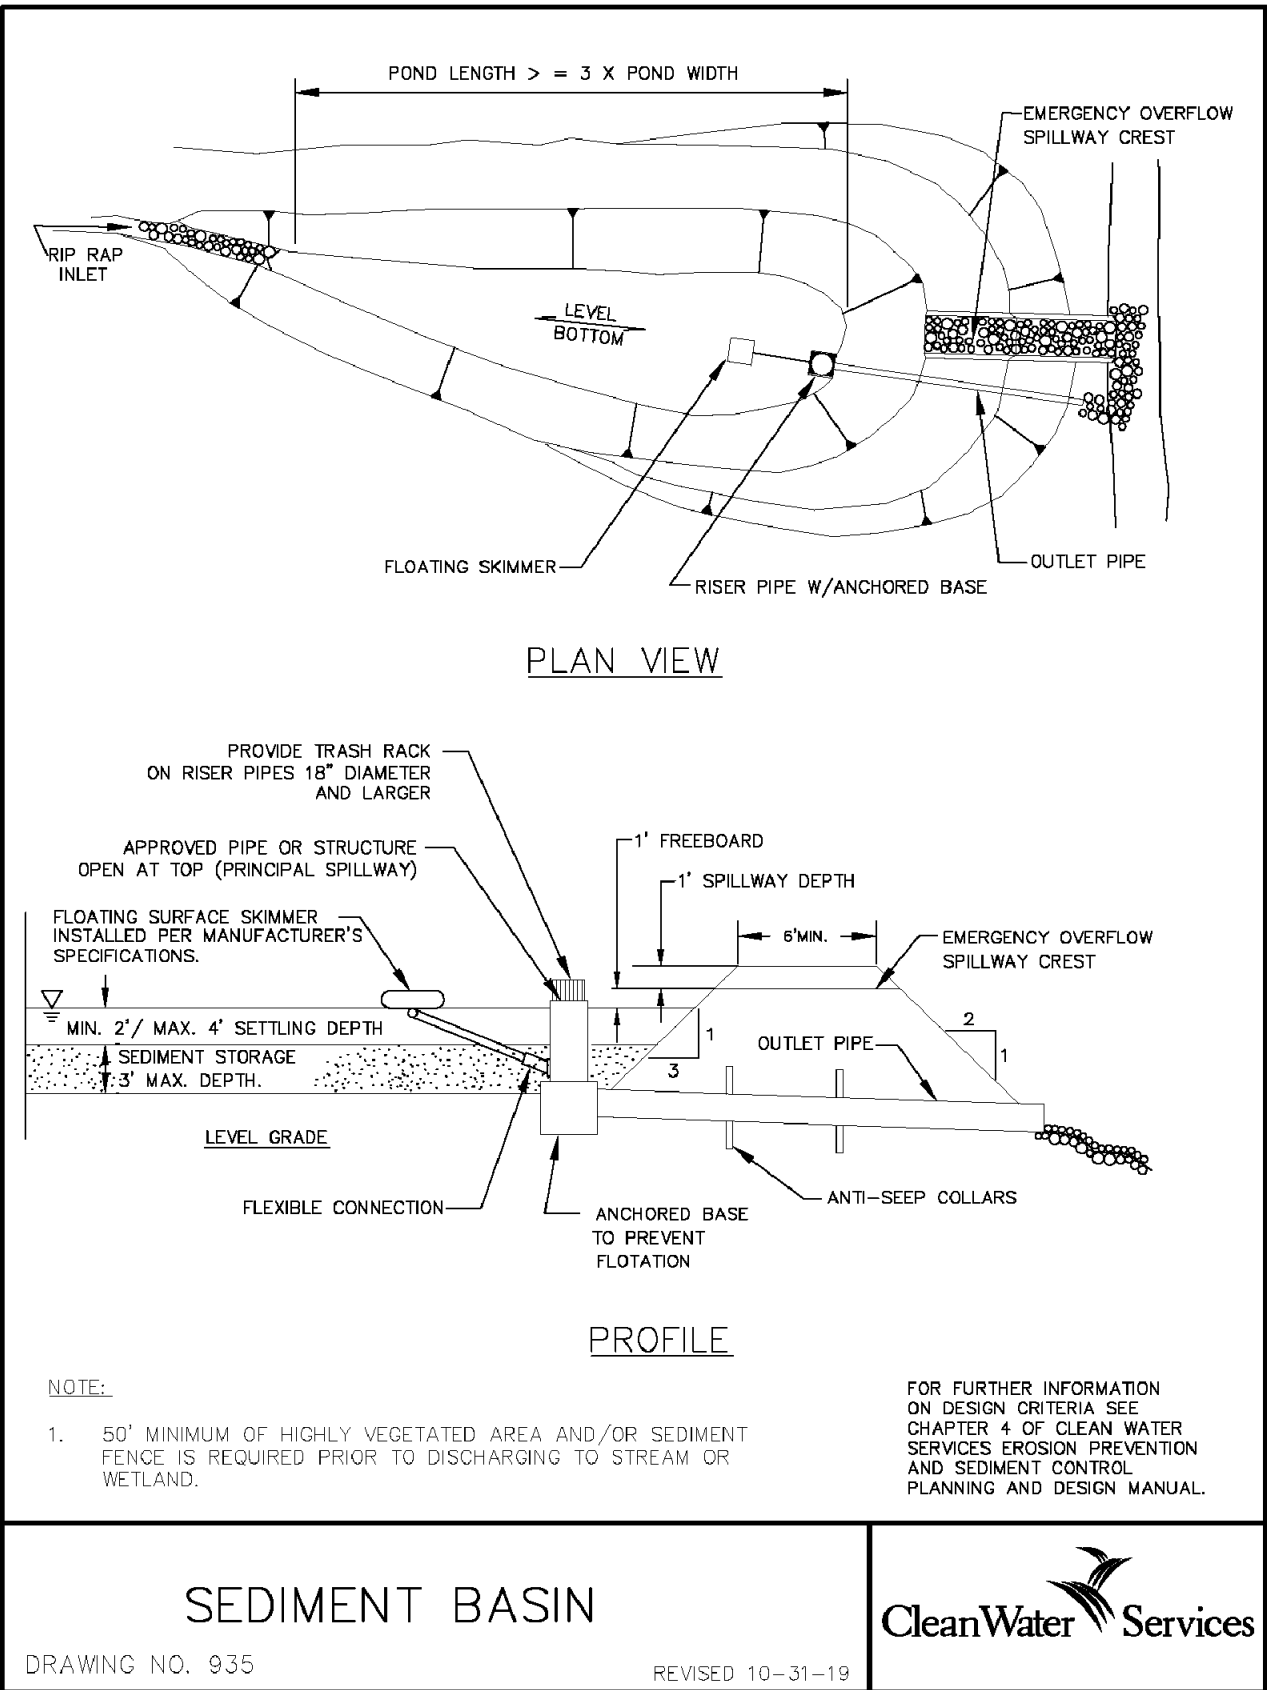 POND LENGTH > = 3 X POND WIDTH
EMERGENCY OVERFLOW
SPILLWAY CREST
RIP RAP
INLET
LEVEL
BOTTOM
FLOATING SKIMMER
RISER PIPE W/ANCHORED BASE
OUTLET PIPE
PLAN VIEW
PROVIDE TRASH RACK
ON RISER PIPES 18" DIAMETER
AND LARGER
APPROVED PIPE OR STRUCTURE
OPEN AT TOP (PRINCIPAL SPILLWAY)
1' FREEBOARD
1' SPILLWAY DEPTH
FLOATING SURFACE SKIMMER
INSTALLED PER MANUFACTURER'S
SPECIFICATIONS.
6'MIN.
EMERGENCY OVERFLOW
SPILLWAY CREST
MIN. 2'/ MAX. 4' SETTLING DEPTH
SEDIMENT STORAGE
3' MAX. DEPTH.
1
3
OUTLET PIPE
2
1
LEVEL GRADE
FLEXIBLE CONNECTION
ANCHORED BASE
TO PREVENT
FLOTATION
ANTI-SEEP COLLARS
PROFILE
NOTE:
1. 50' MINIMUM OF HIGHLY VEGETATED AREA AND/OR SEDIMENT
FENCE IS REQUIRED PRIOR TO DISCHARGING TO STREAM OR
WETLAND.
FOR FURTHER INFORMATION
ON DESIGN CRITERIA SEE
CHAPTER 4 OF CLEAN WATER
SERVICES EROSION PREVENTION
AND SEDIMENT CONTROL
PLANNING AND DESIGN MANUAL.
SEDIMENT BASIN
DRAWING NO. 935
REVISED 10-31-19
CleanWater Services